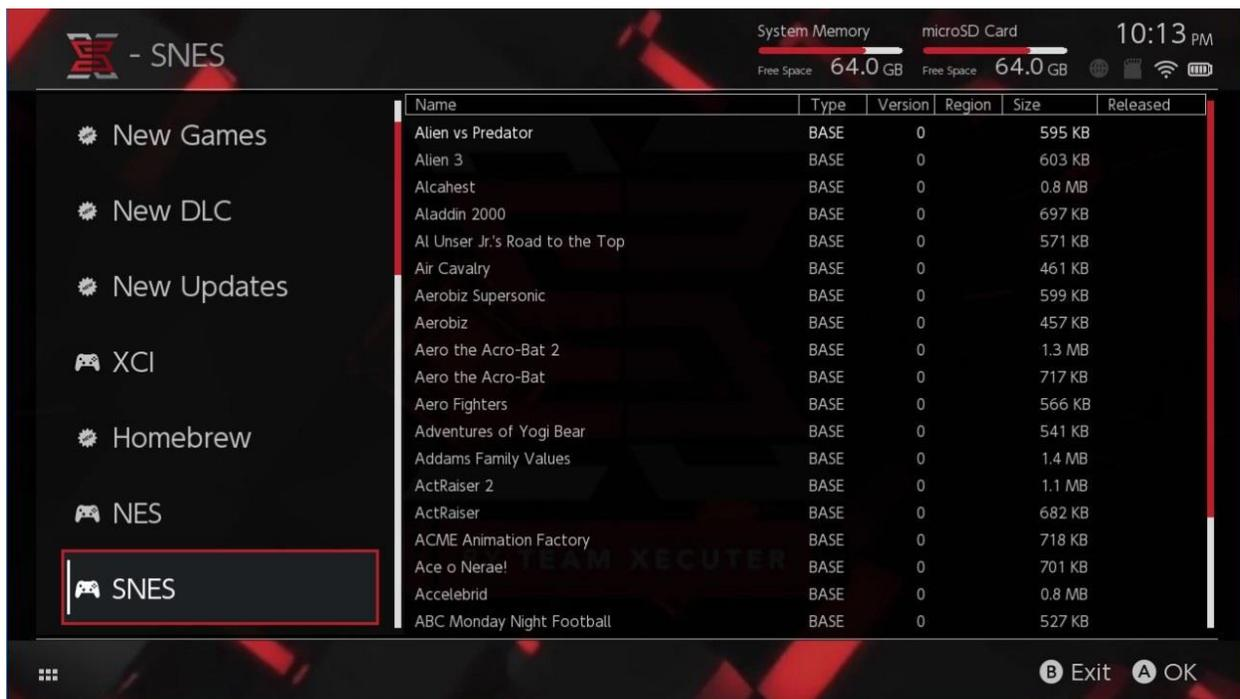 - SNES
System Memory
Free Space 64.0 GB
microSD Card
Free Space 64.0 GB
10:13 PM
New Games
New DLC
New Updates
XCI
Homebrew
NES
SNES
Name Type Version Region Size Released
Alien vs Predator BASE 0 595 KB
Alien 3 BASE 0 603 KB
Alcahest BASE 0 0.8 MB
Aladdin 2000 BASE 0 697 KB
Al Unser Jr.'s Road to the Top BASE 0 571 KB
Air Cavalry BASE 0 461 KB
Aerobiz Supersonic BASE 0 599 KB
Aerobiz BASE 0 457 KB
Aero the Acro-Bat 2 BASE 0 1.3 MB
Aero the Acro-Bat BASE 0 717 KB
Aero Fighters BASE 0 566 KB
Adventures of Yogi Bear BASE 0 541 KB
Addams Family Values BASE 0 1.4 MB
ActRaiser 2 BASE 0 1.1 MB
ActRaiser BASE 0 682 KB
ACME Animation Factory BASE 0 718 KB
Ace o Nerae! BASE 0 701 KB
Accelebrid BASE 0 0.8 MB
ABC Monday Night Football BASE 0 527 KB
BY TEAM XECUTER
B Exit A OK